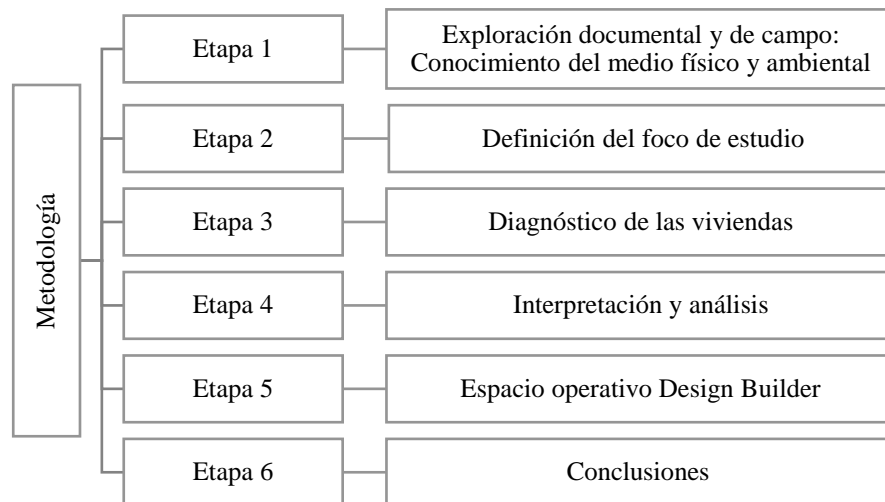 Metodología
Etapa 1
Exploración documental y de campo:
Conocimiento del medio físico y ambiental
Etapa 2
Definición del foco de estudio
Etapa 3
Diagnóstico de las viviendas
Etapa 4
Interpretación y análisis
Etapa 5
Espacio operativo Design Builder
Etapa 6
Conclusiones